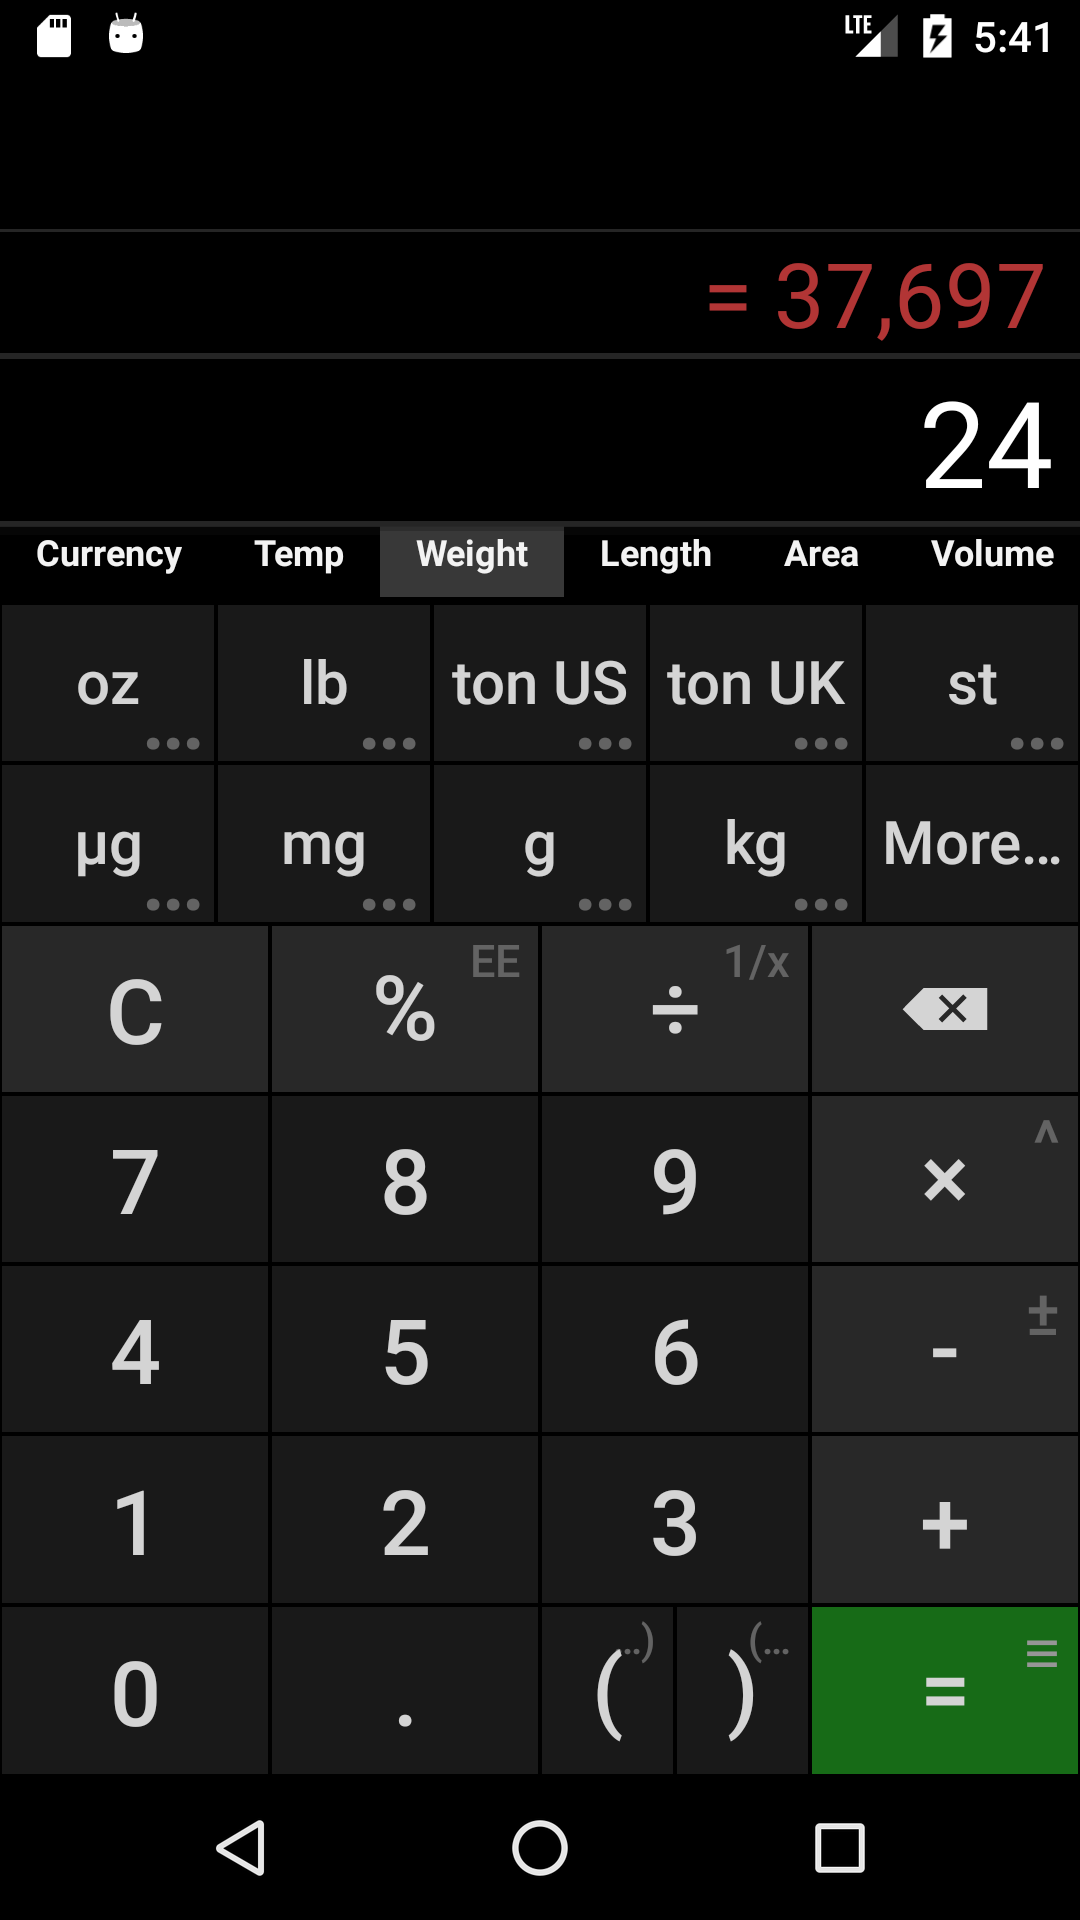 LTE 5:41
= 37,697
24
Currency Temp Weight Length Area Volume
oz lb ton US ton UK st
µg mg g kg More...
C % EE ÷ 1/x
7 8 9 × ^
4 5 6 - ±
1 2 3 +
0 . ( ...) ) (... =